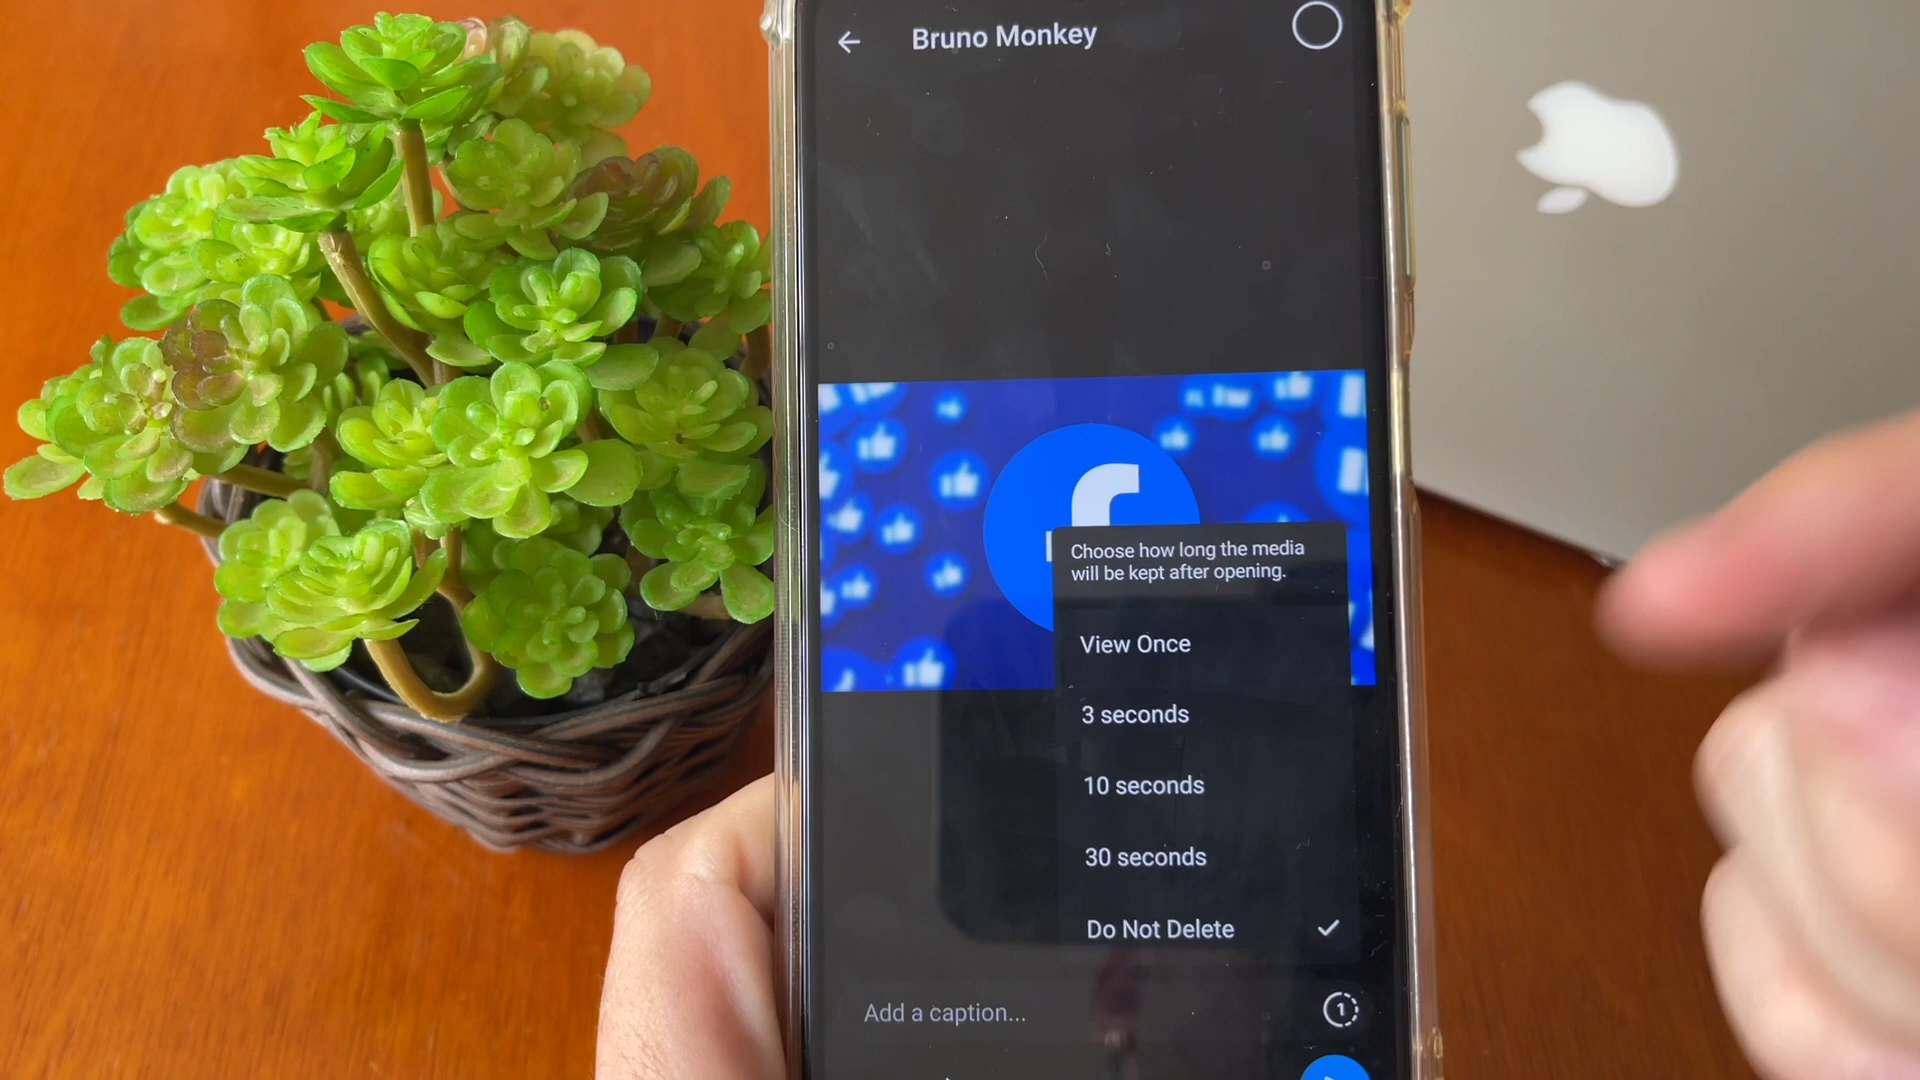 Bruno Monkey
Choose how long the media
will be kept after opening.
View Once
3 seconds
10 seconds
30 seconds
Do Not Delete
Add a caption...
1